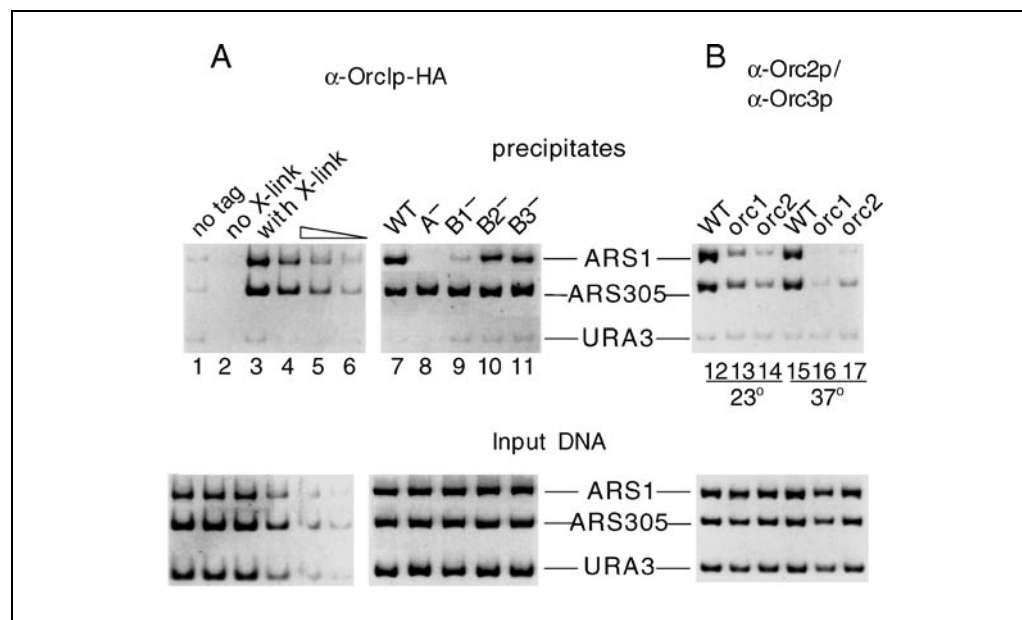 A
α-Orclp-HA
B
α-Orc2p/
α-Orc3p
precipitates
no tag
no X-link
with X-link
WT
A–
B1–
B2–
B3–
WT
orc1
orc2
WT
orc1
orc2
ARS1
ARS305
URA3
1 2 3 4 5 6 7 8 9 10 11
12 13 14 15 16 17
23° 37°
Input DNA
ARS1
ARS305
URA3